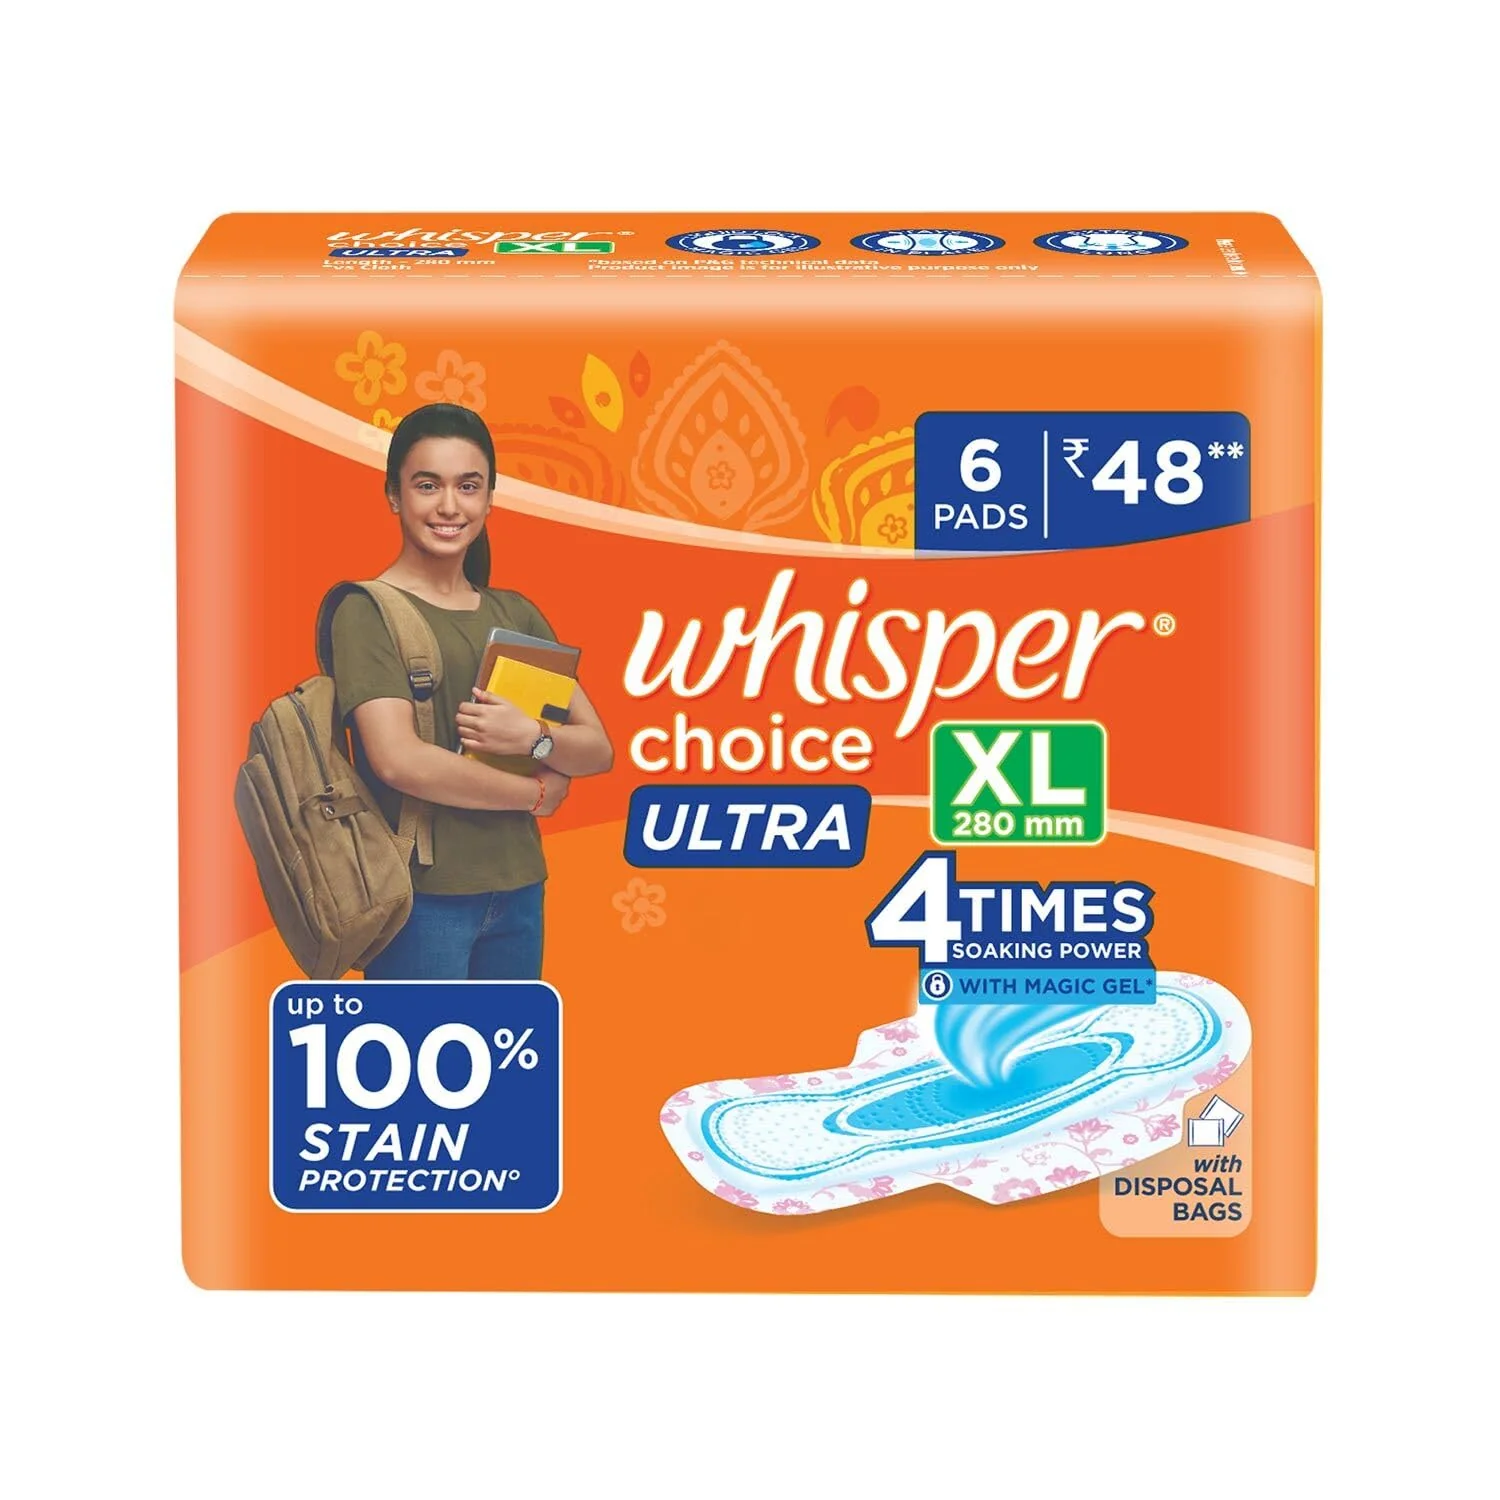 whisper®
choice XL
ULTRA
Length - 280 mm
vs Cloth
*based on P&G technical data
Product image is for illustrative purpose only
6
PADS
₹48**
whisper®
choice
ULTRA
XL
280 mm
4 TIMES
SOAKING POWER
WITH MAGIC GEL*
up to
100%
STAIN
PROTECTION°
with
DISPOSAL
BAGS